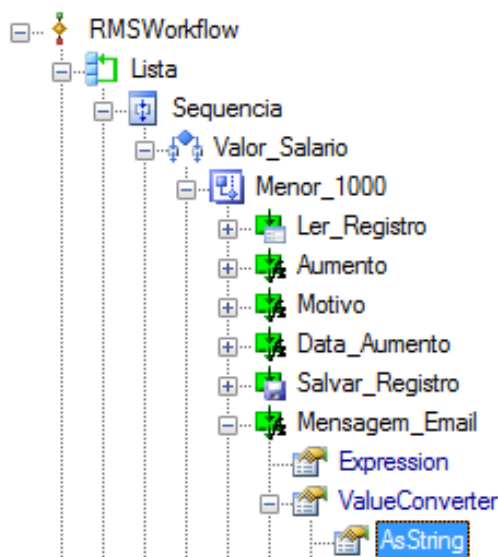 RMSWorkflow
Lista
Sequencia
Valor_Salario
Menor_1000
Ler_Registro
Aumento
Motivo
Data_Aumento
Salvar_Registro
Mensagem_Email
Expression
ValueConverter
AsString